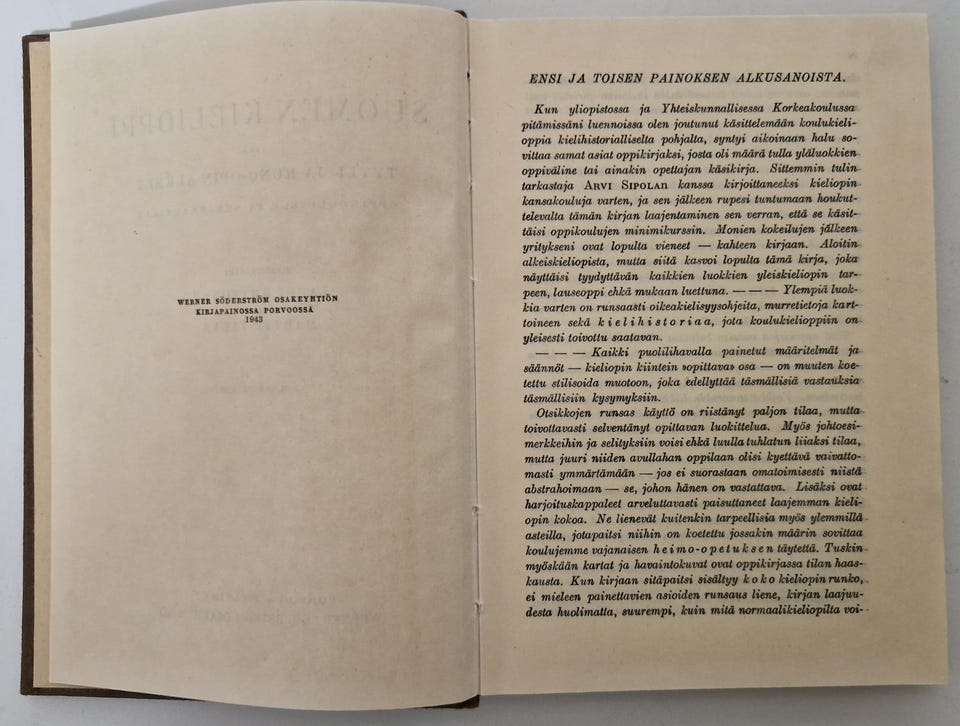 SUOMEN KIELIOPPI
WERNER SÖDERSTRÖM OSAKEYHTIÖN
KIRJAPAINOSSA PORVOOSSA
1943
ENSI JA TOISEN PAINOKSEN ALKUSANOISTA.
Kun yliopistossa ja Yhteiskunnallisessa Korkeakoulussa
pitämissäni luennoissa olen joutunut käsittelemään koulukieli-
oppia kielihistorialliselta pohjalta, syntyi aikoinaan halu so-
vittaa samat asiat oppikirjaksi, josta oli määrä tulla yläluokkien
oppiväline tai ainakin opettajan käsikirja. Sittemmin tulin
tarkastaja ARVI SIPOLAN kanssa kirjoittaneeksi kieliopin
kansakouluja varten, ja sen jälkeen rupesi tuntumaan houkut-
televalta tämän kirjan laajentaminen sen verran, että se käsit-
täisi oppikoulujen minimikurssin. Monien kokeilujen jälkeen
yritykseni ovat lopulta vieneet — kahteen kirjaan. Aloitin
alkeiskieliopista, mutta siitä kasvoi lopulta tämä kirja, joka
näyttäisi tyydyttävän kaikkien luokkien yleiskieliopin tar-
peen, lauseoppi ehkä mukaan luettuna. — — — Ylempiä luok-
kia varten on runsaasti oikeakielisyysohjeita, murretietoja kart-
toineen sekä kielihistoriaa, jota koulukielioppiin on
yleisesti toivottu saatavan.
— — — Kaikki puolilihavalla painetut määritelmät ja
säännöt — kieliopin kiintein »opittava» osa — on muuten koe-
tettu stilisoida muotoon, joka edellyttää täsmällisiä vastauksia
täsmällisiin kysymyksiin.
Otsikkojen runsas käyttö on riistänyt paljon tilaa, mutta
toivottavasti selventänyt opittavan luokittelua. Myös johtoesi-
merkkeihin ja selityksiin voisi ehkä luulla tuhlatun liiaksi tilaa,
mutta juuri niiden avullahan oppilaan olisi kyettävä vaivatto-
masti ymmärtämään — jos ei suorastaan omatoimisesti niistä
abstrahoimaan — se, johon hänen on vastattava. Lisäksi ovat
harjoituskappaleet arveluttavasti paisuttaneet laajemman kieli-
opin kokoa. Ne lienevät kuitenkin tarpeellisia myös ylemmillä
asteilla, jotapaitsi niihin on koetettu jossakin määrin sovittaa
koulujemme vajanaisen heimo-opetuksen täytettä. Tuskin
myöskään kartat ja havaintokuvat ovat oppikirjassa tilan haas-
kausta. Kun kirjaan sitäpaitsi sisältyy koko kieliopin runko,
ei mieleen painettavien asioiden runsaus liene, kirjan laajuu-
desta huolimatta, suurempi, kuin mitä normaalikieliopilta voi-